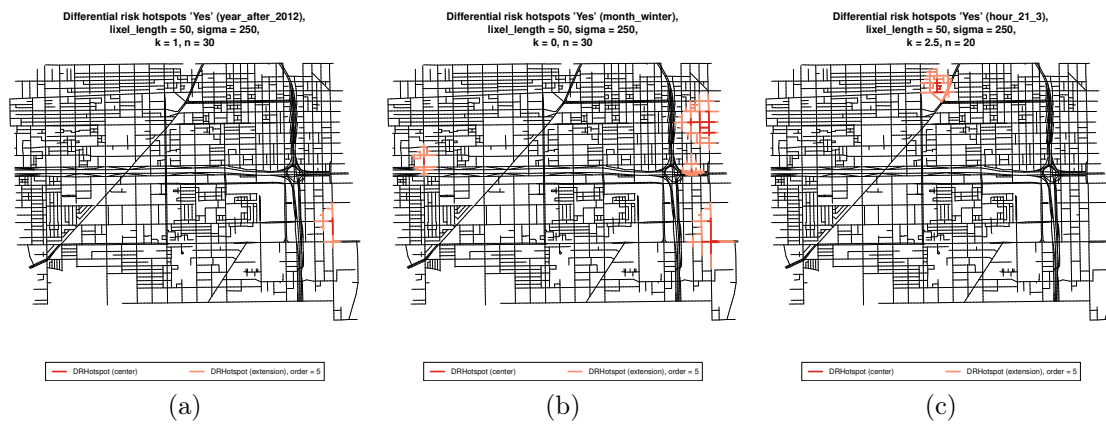 Differential risk hotspots 'Yes' (year_after_2012),
lixel_length = 50, sigma = 250,
k = 1, n = 30
DRHotspot (center)
DRHotspot (extension), order = 5
(a)
Differential risk hotspots 'Yes' (month_winter),
lixel_length = 50, sigma = 250,
k = 0, n = 30
DRHotspot (center)
DRHotspot (extension), order = 5
(b)
Differential risk hotspots 'Yes' (hour_21_3),
lixel_length = 50, sigma = 250,
k = 2.5, n = 20
DRHotspot (center)
DRHotspot (extension), order = 5
(c)